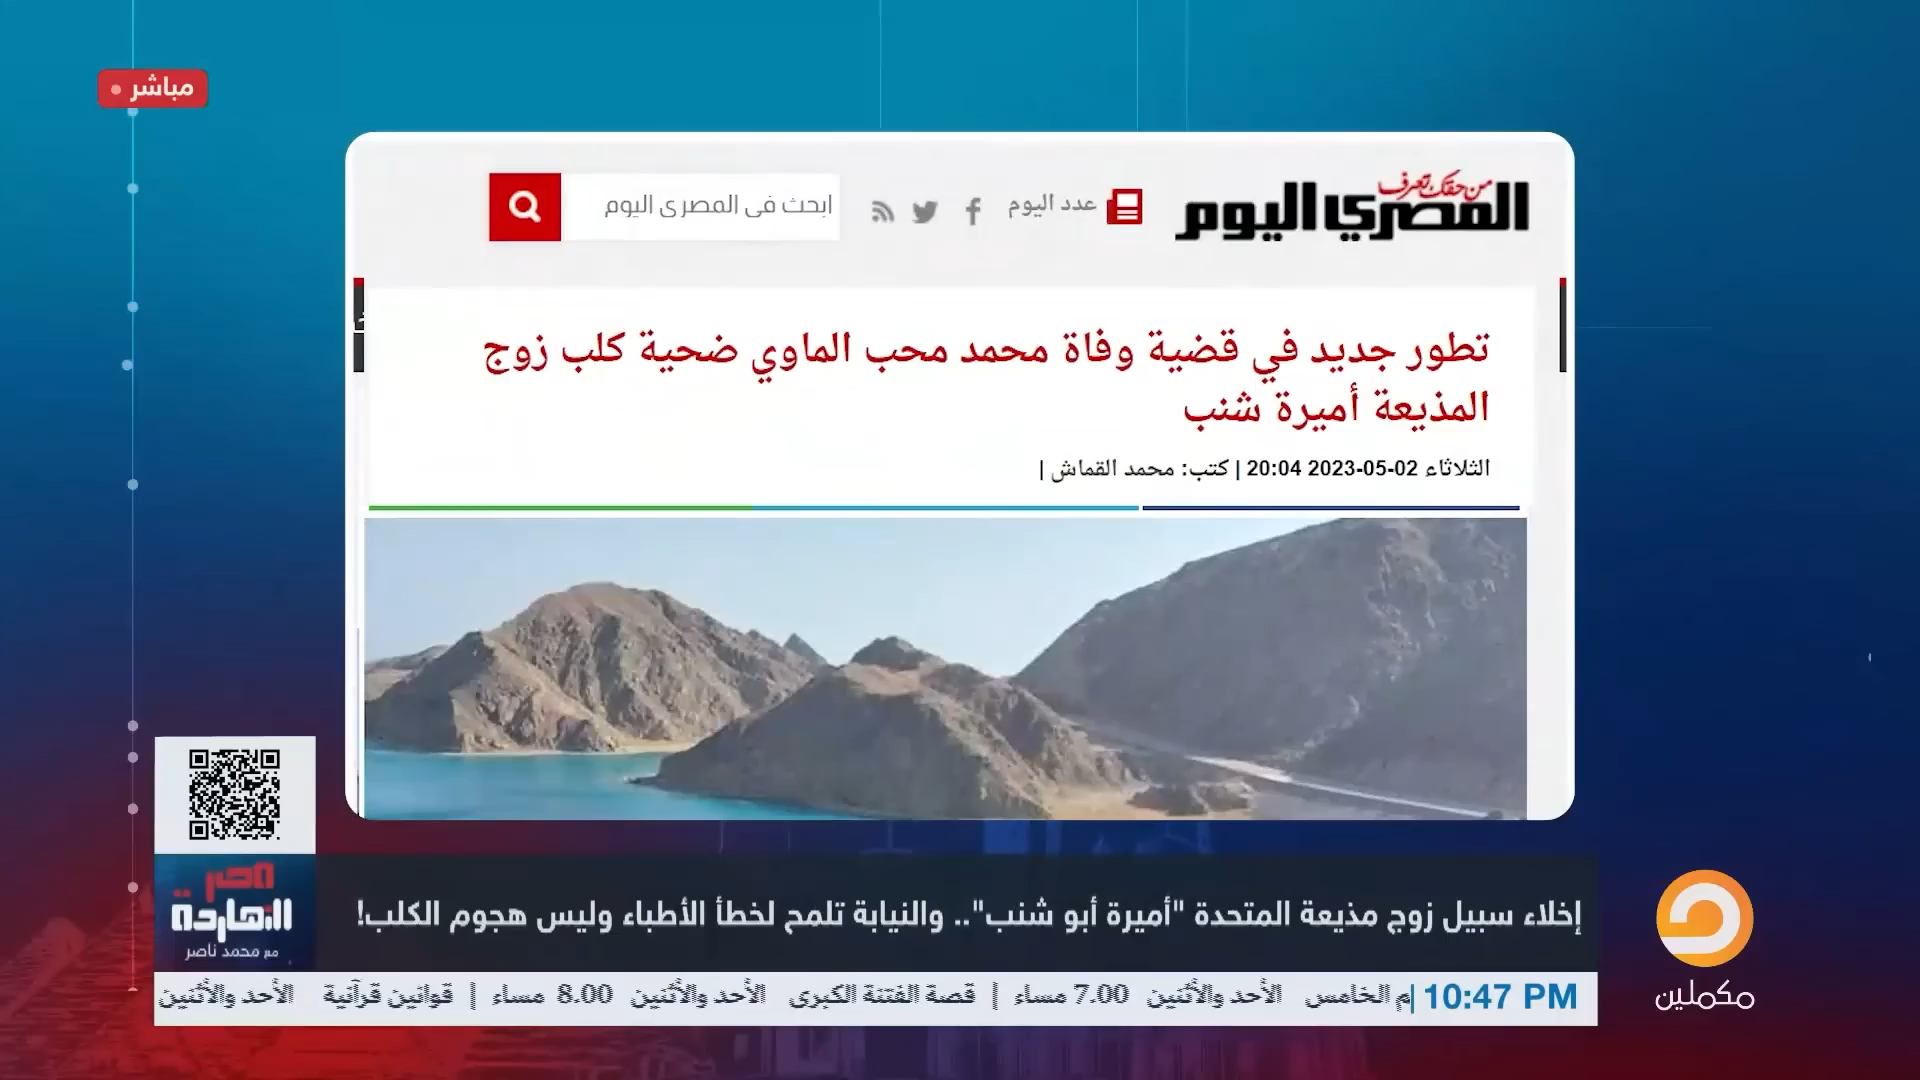 مباشر
من حقك تعرف
المصري اليوم
عدد اليوم
ابحث فى المصرى اليوم
تطور جديد في قضية وفاة محمد محب الماوي ضحية كلب زوج
المذيعة أميرة شنب
الثلاثاء 02-05-2023 20:04 | كتب: محمد القماش |
إخلاء سبيل زوج مذيعة المتحدة "أميرة أبو شنب".. والنيابة تلمح لخطأ الأطباء وليس هجوم الكلب!
مصر
النهاردة
مع محمد ناصر
10:47 PM
م الخامس الأحد والأثنين 7.00 مساء | قصة الفتنة الكبرى الأحد والأثنين 8.00 مساء | قوانين قرآنية الأحد والأثنين
مكملين